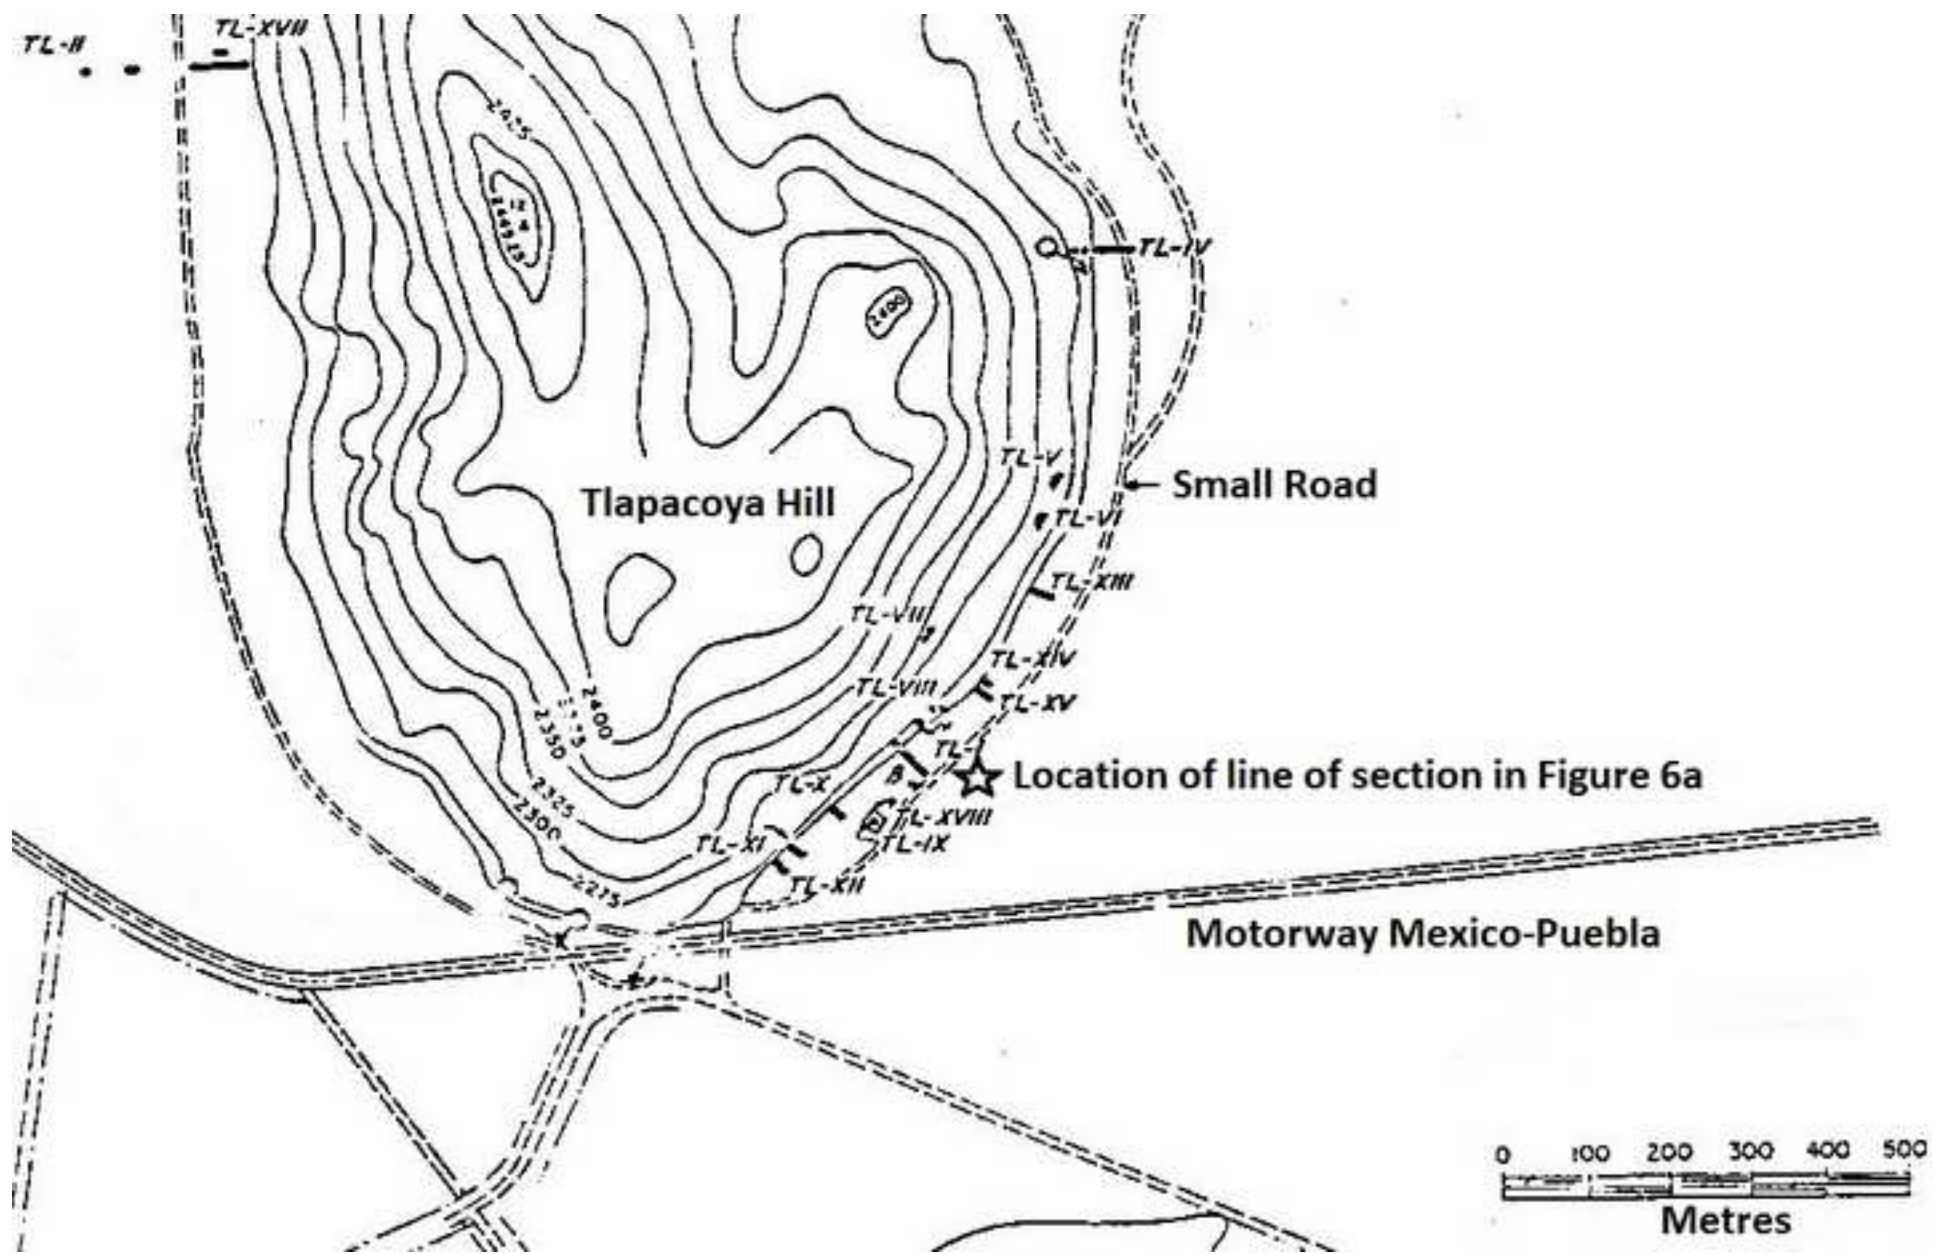 TL-II
TL-XVII
2425
2400
TL-IV
TL-V
Small Road
Tlapacoya Hill
TL-VI
TL-XIII
TL-VII
TL-XIV
TL-VIII
TL-XV
2400
2350
TL-
Location of line of section in Figure 6a
B
TL-X
2325
2300
TL-XVIII
TL-XI
TL-IX
TL-XII
2275
Motorway Mexico-Puebla
0 100 200 300 400 500
Metres